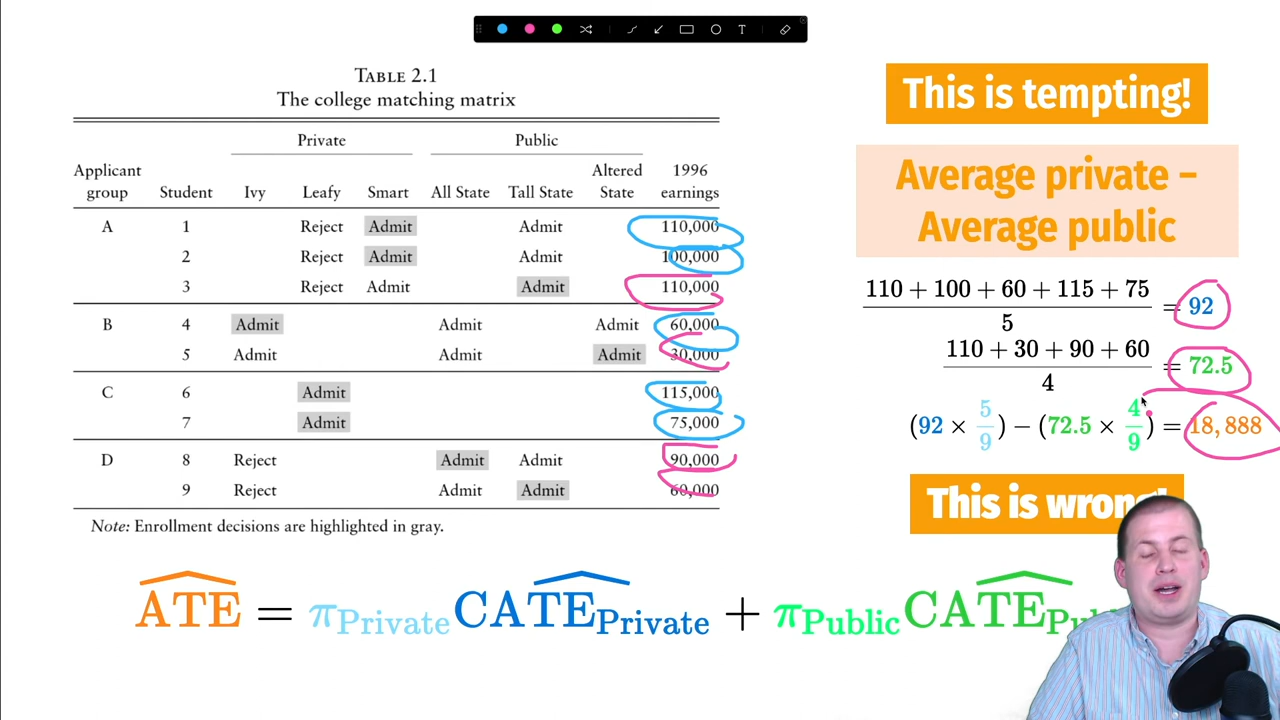 T
TABLE 2.1
The college matching matrix
Private Public
Applicant group Student Ivy Leafy Smart All State Tall State Altered State 1996 earnings
A 1 Reject Admit Admit 110,000
2 Reject Admit Admit 100,000
3 Reject Admit Admit 110,000
B 4 Admit Admit Admit 60,000
5 Admit Admit Admit 30,000
C 6 Admit 115,000
7 Admit 75,000
D 8 Reject Admit Admit 90,000
9 Reject Admit Admit 60,000
Note: Enrollment decisions are highlighted in gray.
This is tempting!
Average private –
Average public
110 + 100 + 60 + 115 + 75
5
= 92
110 + 30 + 90 + 60
4
= 72.5
(92 × 5/9) − (72.5 × 4/9) = 18,888
This is wrong!
ATE = πPrivate CATEPrivate + πPublic CATEPu